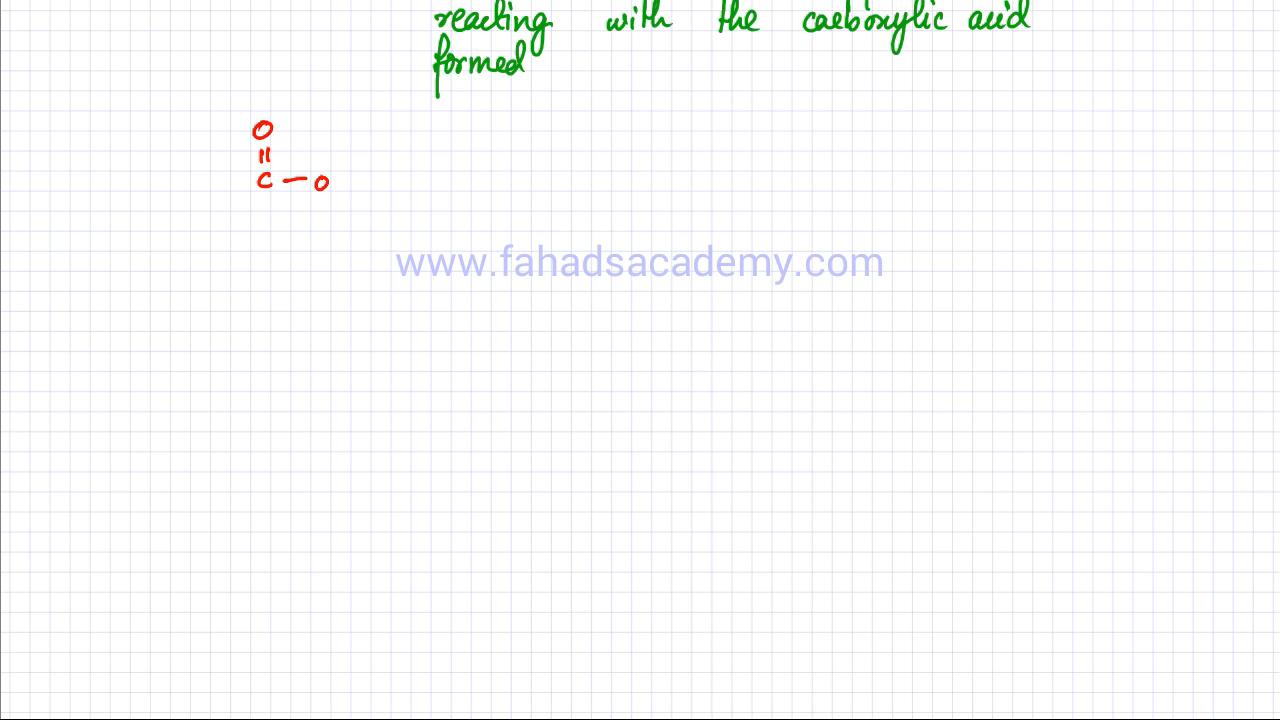 reacting with the carboxylic acid
formed
O
||
C — O
www.fahadsacademy.com